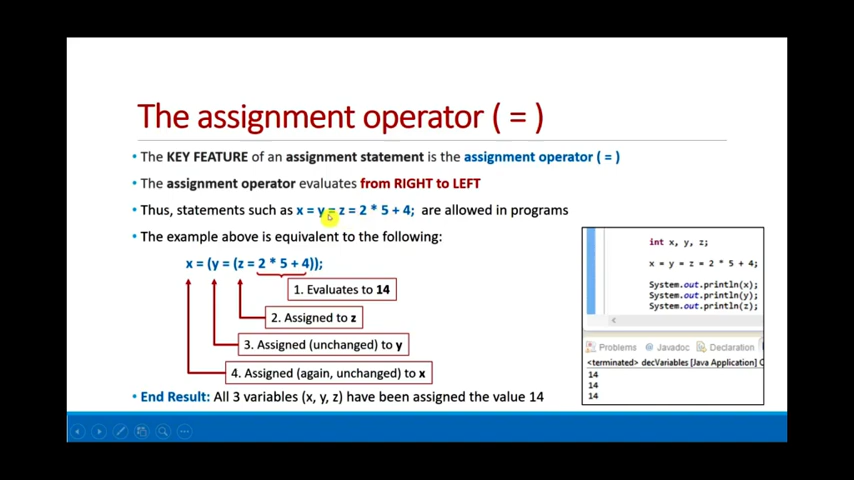 The assignment operator ( = )
• The KEY FEATURE of an assignment statement is the assignment operator ( = )
• The assignment operator evaluates from RIGHT to LEFT
• Thus, statements such as x = y = z = 2 * 5 + 4; are allowed in programs
• The example above is equivalent to the following:
x = (y = (z = 2 * 5 + 4));
1. Evaluates to 14
2. Assigned to z
3. Assigned (unchanged) to y
4. Assigned (again, unchanged) to x
• End Result: All 3 variables (x, y, z) have been assigned the value 14
int x, y, z;
x = y = z = 2 * 5 + 4;
System.out.println(x);
System.out.println(y);
System.out.println(z);
Problems @ Javadoc Declaration
<terminated> decVariables [Java Application] C
14
14
14